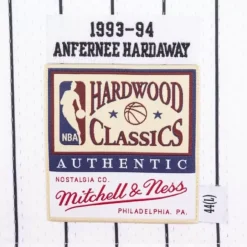 1993-94
ANFERNEE HARDAWAY
HARDWOOD
NBA
CLASSICS
AUTHENTIC
NOSTALGIA CO.
Mitchell & Ness
PHILADELPHIA, PA.
44(L)